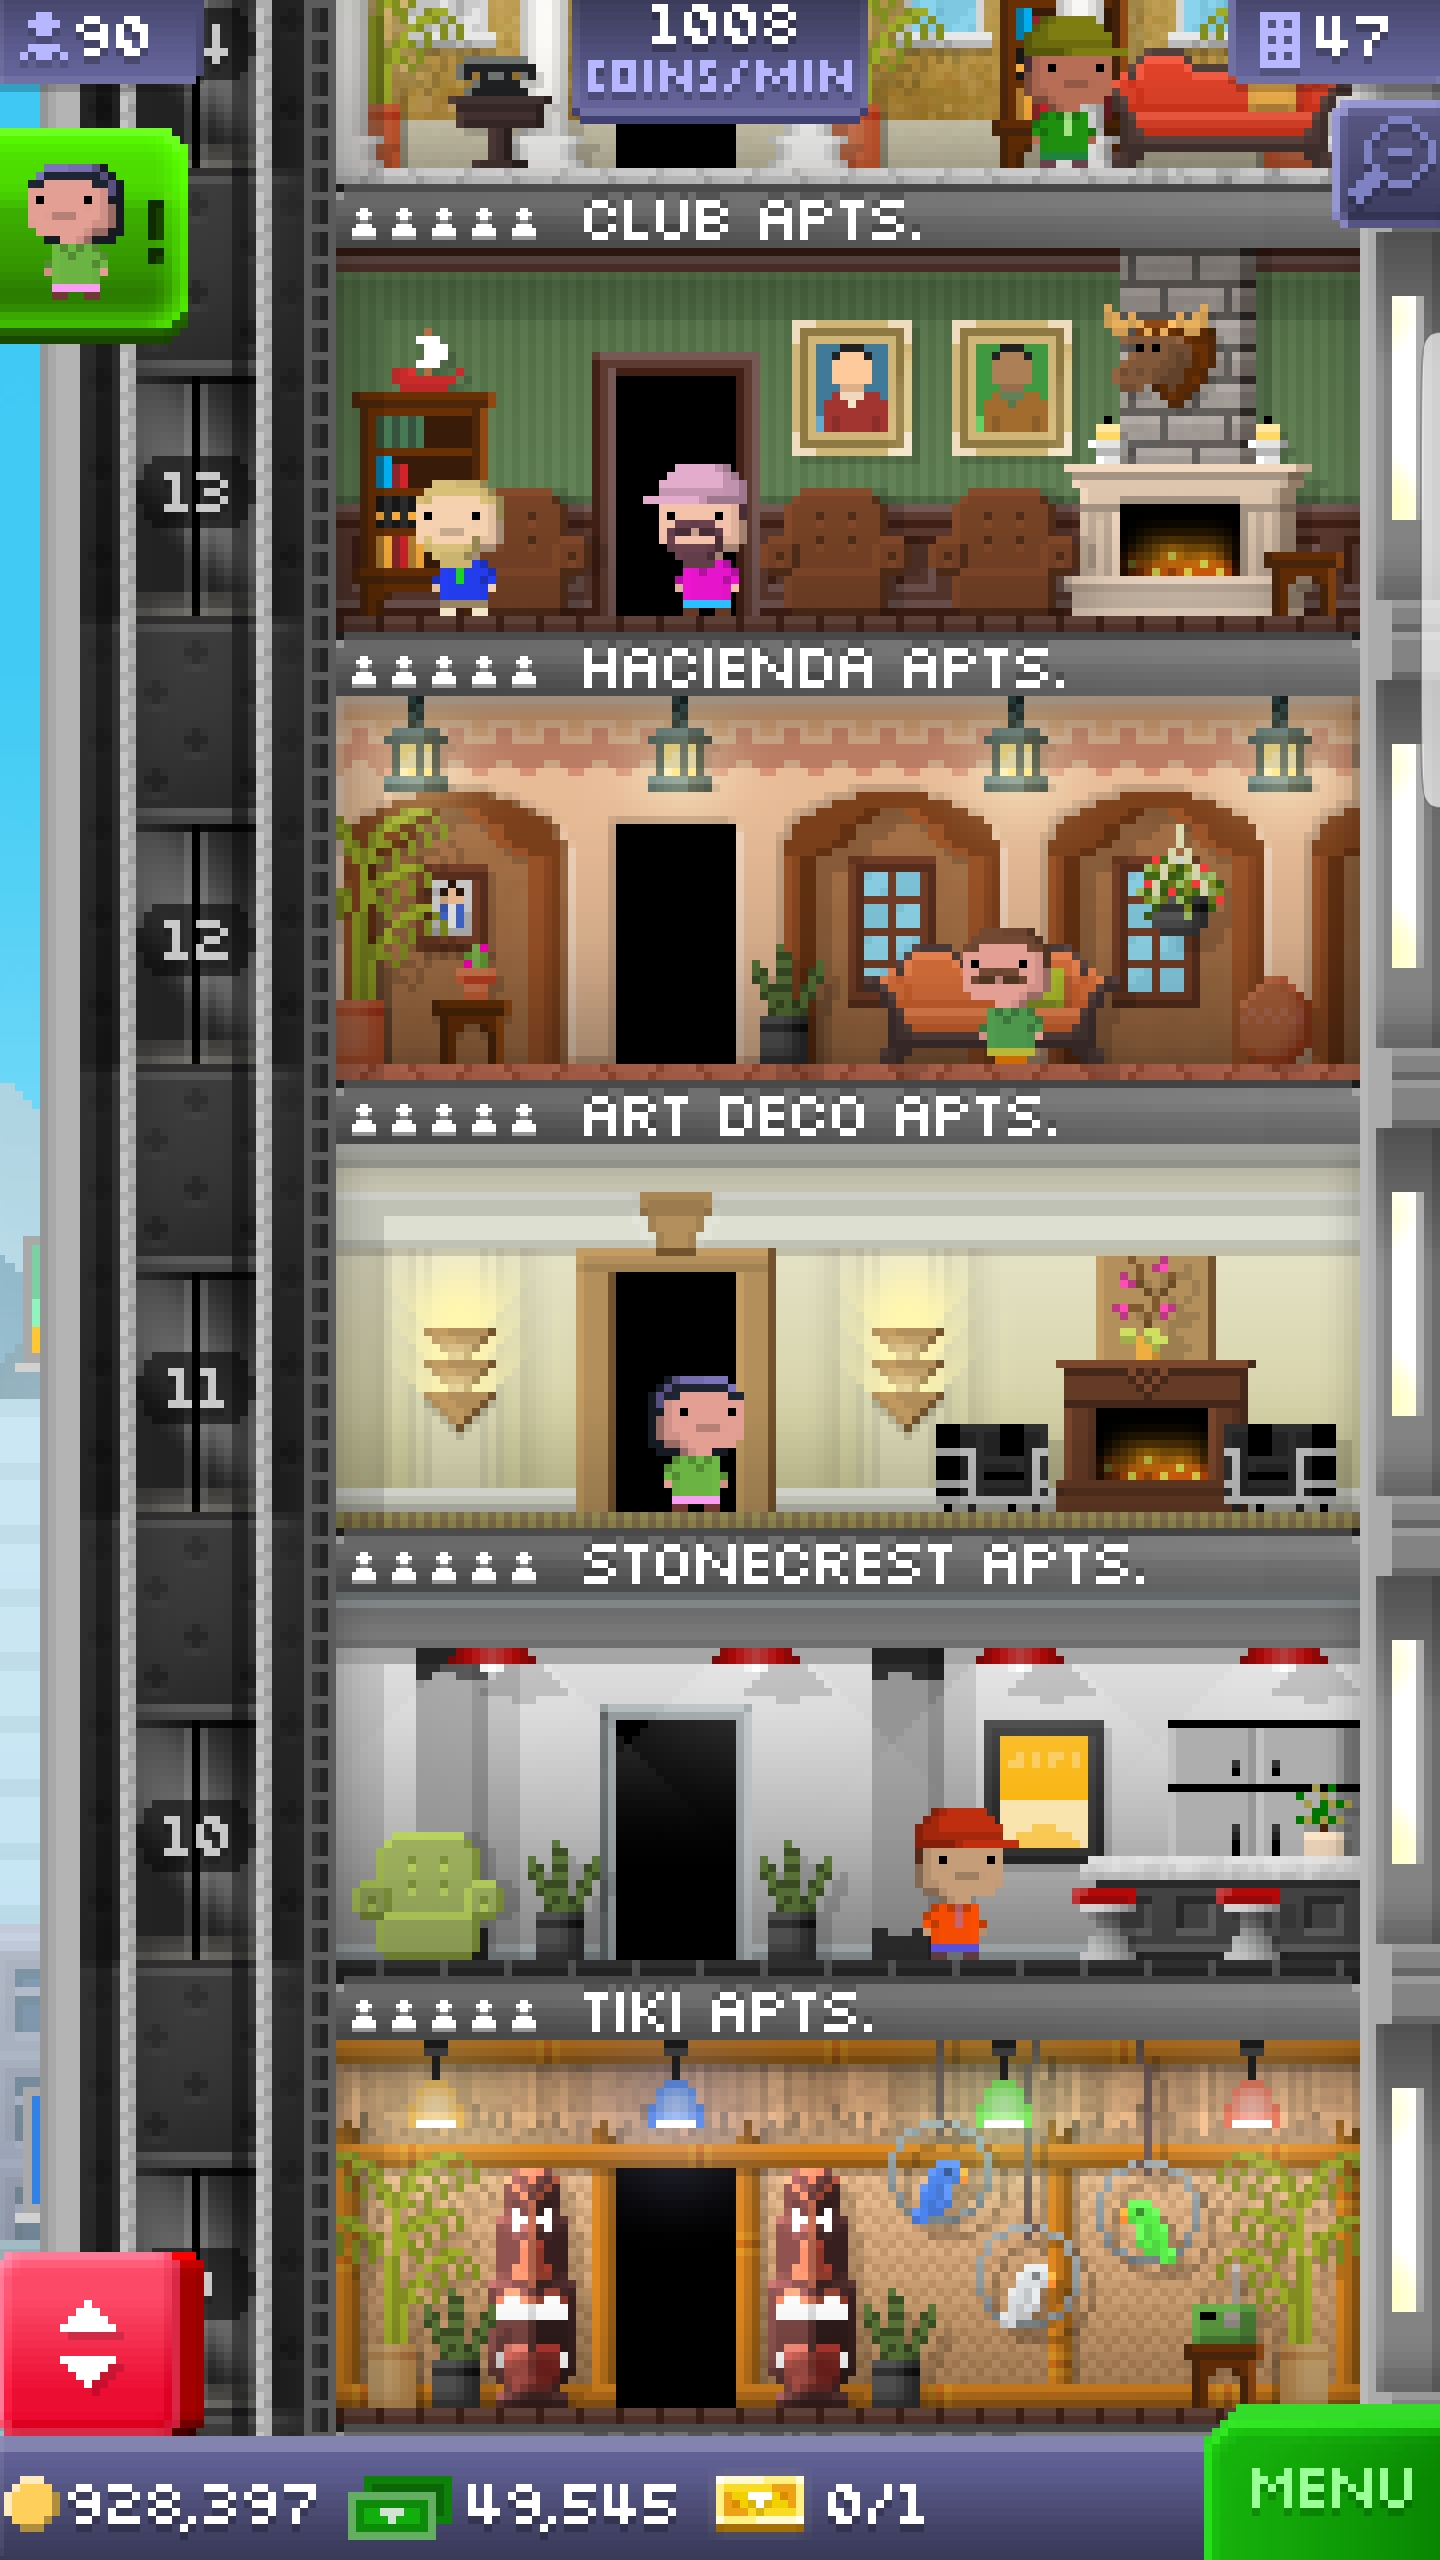 90
1008
COINS/MIN
47
!
CLUB APTS.
13
HACIENDA APTS.
12
ART DECO APTS.
11
STONECREST APTS.
10
TIKI APTS.
928,397
49,545
0/1
MENU